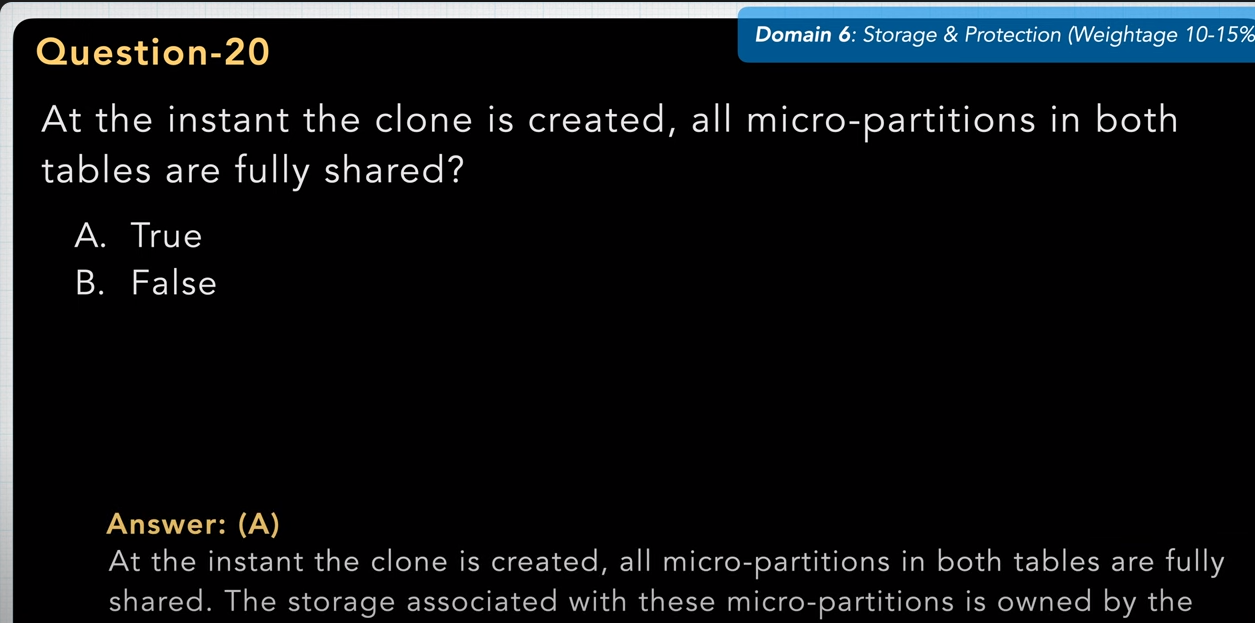 Question-20
Domain 6: Storage & Protection (Weightage 10-15%
At the instant the clone is created, all micro-partitions in both
tables are fully shared?
A. True
B. False
Answer: (A)
At the instant the clone is created, all micro-partitions in both tables are fully
shared. The storage associated with these micro-partitions is owned by the